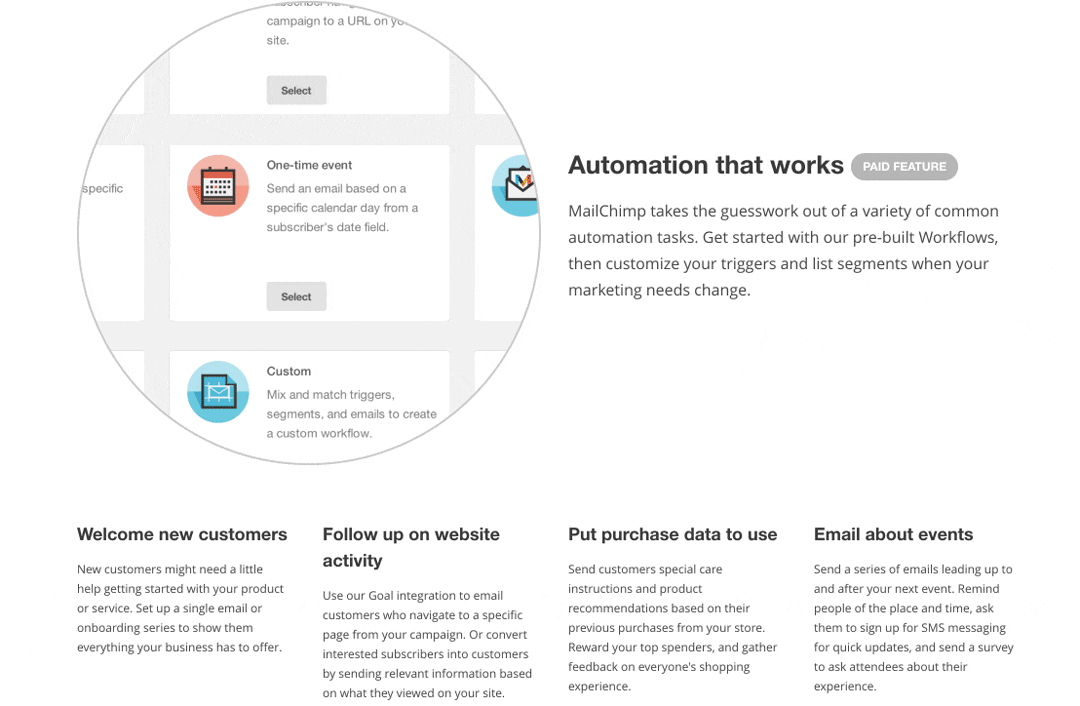 campaign to a URL on
site.
Select
One-time event
specific
Send an email based on a
specific calendar day from a
subscriber's date field.
Select
Custom
Mix and match triggers,
segments, and emails to create
a custom workflow.
Automation that works PAID FEATURE
MailChimp takes the guesswork out of a variety of common
automation tasks. Get started with our pre-built Workflows,
then customize your triggers and list segments when your
marketing needs change.
Welcome new customers
New customers might need a little
help getting started with your product
or service. Set up a single email or
onboarding series to show them
everything your business has to offer.
Follow up on website
activity
Use our Goal integration to email
customers who navigate to a specific
page from your campaign. Or convert
interested subscribers into customers
by sending relevant information based
on what they viewed on your site.
Put purchase data to use
Send customers special care
instructions and product
recommendations based on their
previous purchases from your store.
Reward your top spenders, and gather
feedback on everyone's shopping
experience.
Email about events
Send a series of emails leading up to
and after your next event. Remind
people of the place and time, ask
them to sign up for SMS messaging
for quick updates, and send a survey
to ask attendees about their
experience.